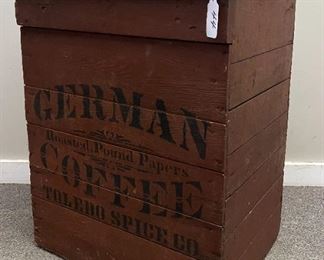 GERMAN
Roasted Pound Papers
COFFEE
TOLEDO SPICE CO